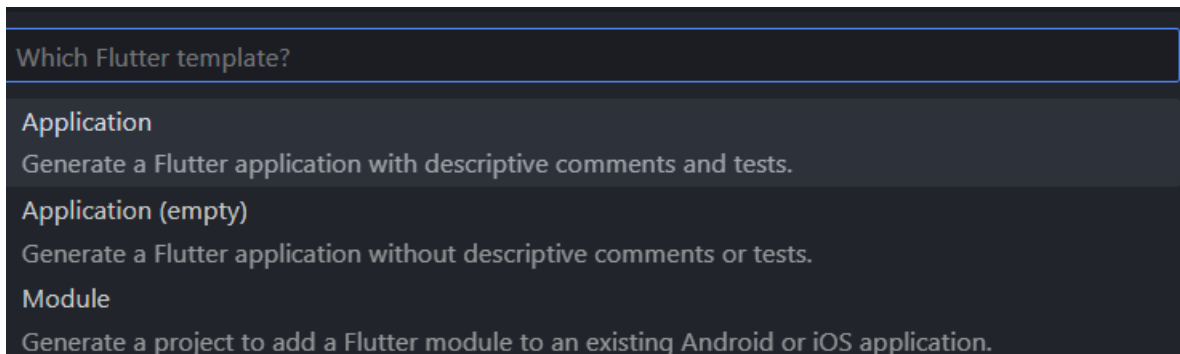 Which Flutter template?
Application
Generate a Flutter application with descriptive comments and tests.
Application (empty)
Generate a Flutter application without descriptive comments or tests.
Module
Generate a project to add a Flutter module to an existing Android or iOS application.